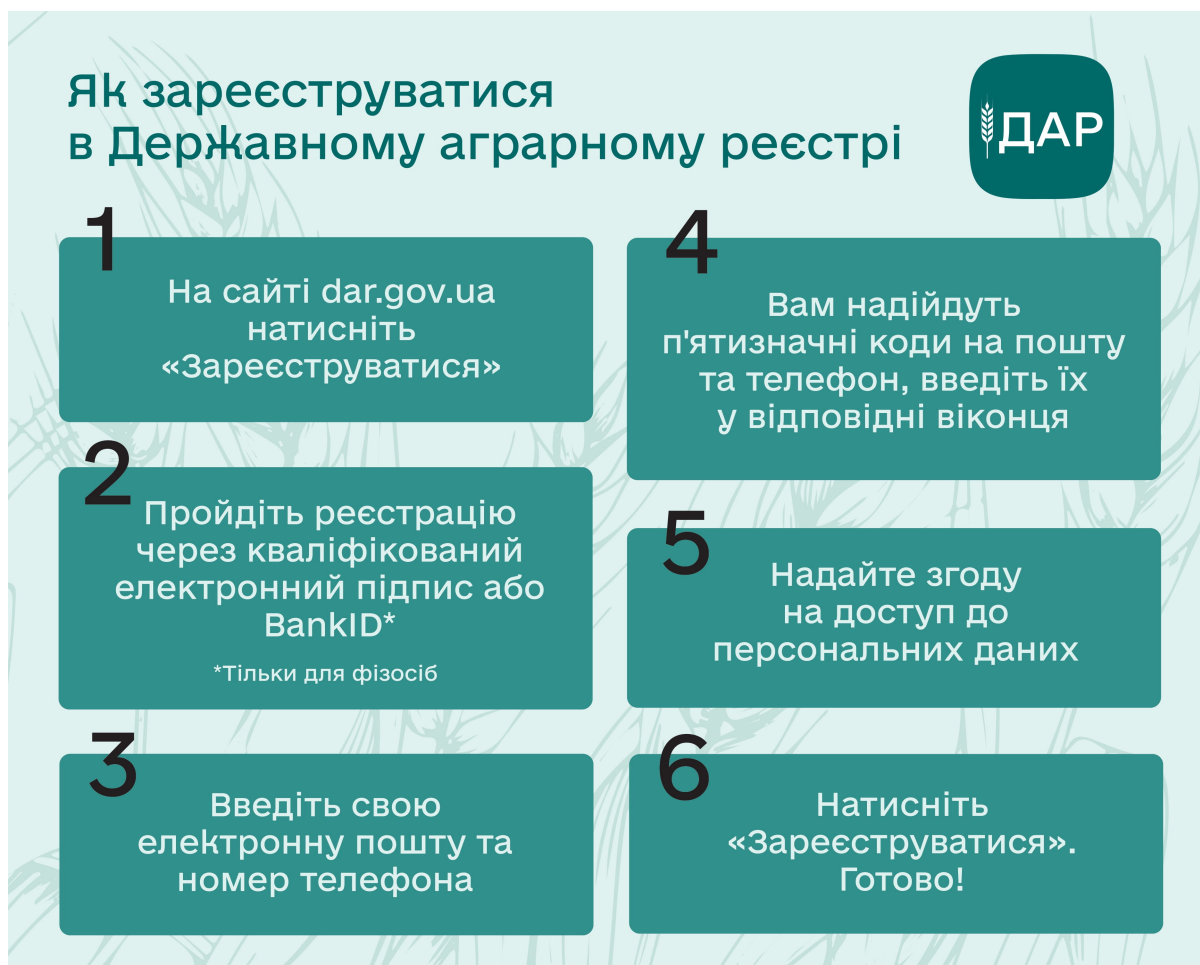 Як зареєструватися
в Державному аграрному реєстрі
ДАР
1
На сайті dar.gov.ua
натисніть
«Зареєструватися»
2
Пройдіть реєстрацію
через кваліфікований
електронний підпис або
BankID*
*Тільки для фізосіб
3
Введіть свою
електронну пошту та
номер телефона
4
Вам надійдуть
п'ятизначні коди на пошту
та телефон, введіть їх
у відповідні віконця
5
Надайте згоду
на доступ до
персональних даних
6
Натисніть
«Зареєструватися».
Готово!